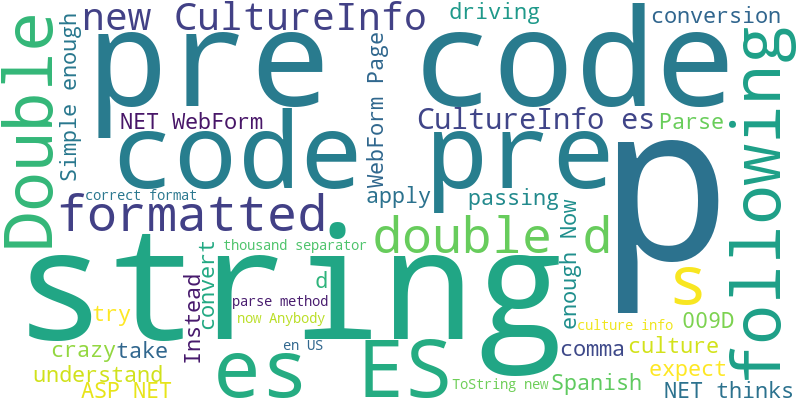 new CultureInfo
driving
conversion
Double
Simple enough
pre code
WebForm Page
following
NET WebForm
CultureInfo es
Parse
code pre
p
correct format
apply
passing
formatted
string
thousand separator
double d
enough Now
convert
Instead
d
s
parse method
now Anybody
try
culture info
OO9D
crazy
take
en US
es ES
comma
culture
understand
expect
ASP NET
ToString new
Spanish
NET thinks